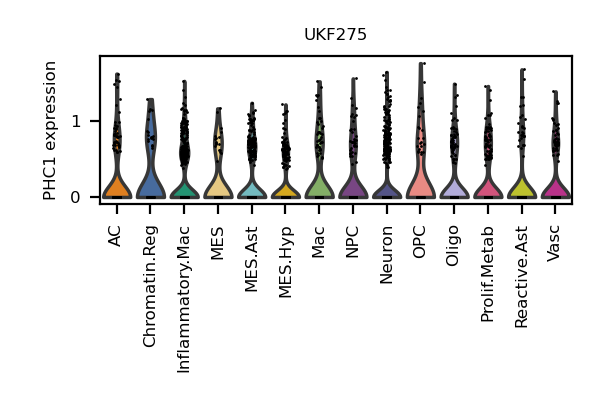 UKF275
PHC1 expression
1
0
AC
Chromatin.Reg
Inflammatory.Mac
MES
MES.Ast
MES.Hyp
Mac
NPC
Neuron
OPC
Oligo
Prolif.Metab
Reactive.Ast
Vasc